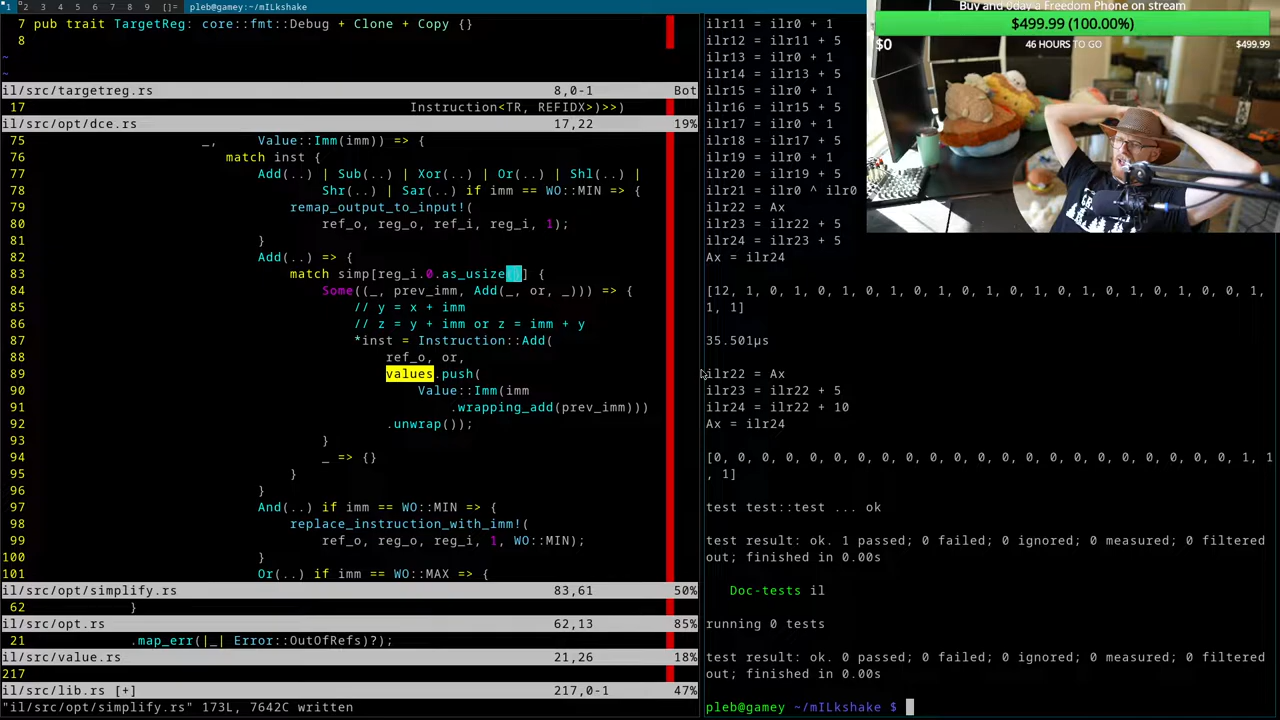 1 2 3 4 5 6 7 8 9 []= pleb@gamey:~/mILkshake
7 pub trait TargetReg: core::fmt::Debug + Clone + Copy {}
8
~
~
il/src/targetreg.rs 8,0-1 Bot
17 Instruction<TR, REFIDX>)>>)
il/src/opt/dce.rs 17,22 19%
75 _, Value::Imm(imm)) => {
76 match inst {
77 Add(..) | Sub(..) | Xor(..) | Or(..) | Shl(..) |
78 Shr(..) | Sar(..) if imm == WO::MIN => {
79 remap_output_to_input!(
80 ref_o, reg_o, ref_i, reg_i, 1);
81 }
82 Add(..) => {
83 match simp[reg_i.0.as_usize()] {
84 Some((_, prev_imm, Add(_, or, _))) => {
85 // y = x + imm
86 // z = y + imm or z = imm + y
87 *inst = Instruction::Add(
88 ref_o, or,
89 values.push(
90 Value::Imm(imm
91 .wrapping_add(prev_imm)))
92 .unwrap());
93 }
94 _ => {}
95 }
96 }
97 And(..) if imm == WO::MIN => {
98 replace_instruction_with_imm!(
99 ref_o, reg_o, reg_i, 1, WO::MIN);
100 }
101 Or(..) if imm == WO::MAX => {
il/src/opt/simplify.rs 83,61 50%
62 }
il/src/opt.rs 62,13 85%
21 .map_err(|_| Error::OutOfRefs)?);
il/src/value.rs 21,26 18%
217
il/src/lib.rs [+] 217,0-1 47%
"il/src/opt/simplify.rs" 173L, 7642C written
ilr11 = ilr0 + 1
ilr12 = ilr11 + 5
ilr13 = ilr0 + 1
ilr14 = ilr13 + 5
ilr15 = ilr0 + 1
ilr16 = ilr15 + 5
ilr17 = ilr0 + 1
ilr18 = ilr17 + 5
ilr19 = ilr0 + 1
ilr20 = ilr19 + 5
ilr21 = ilr0 ^ ilr0
ilr22 = Ax
ilr23 = ilr22 + 5
ilr24 = ilr23 + 5
Ax = ilr24
[12, 1, 0, 1, 0, 1, 0, 1, 0, 1, 0, 1, 0, 1, 0, 1, 0, 1, 0, 1, 0, 0, 1,
1, 1]
35.501µs
ilr22 = Ax
ilr23 = ilr22 + 5
ilr24 = ilr22 + 10
Ax = ilr24
[0, 0, 0, 0, 0, 0, 0, 0, 0, 0, 0, 0, 0, 0, 0, 0, 0, 0, 0, 0, 0, 0, 1, 1
, 1]
test test::test ... ok
test result: ok. 1 passed; 0 failed; 0 ignored; 0 measured; 0 filtered
out; finished in 0.00s
Doc-tests il
running 0 tests
test result: ok. 0 passed; 0 failed; 0 ignored; 0 measured; 0 filtered
out; finished in 0.00s
pleb@gamey ~/mILkshake $
Buy and 0day a Freedom Phone on stream
$499.99 (100.00%)
$0 46 HOURS TO GO $499.99